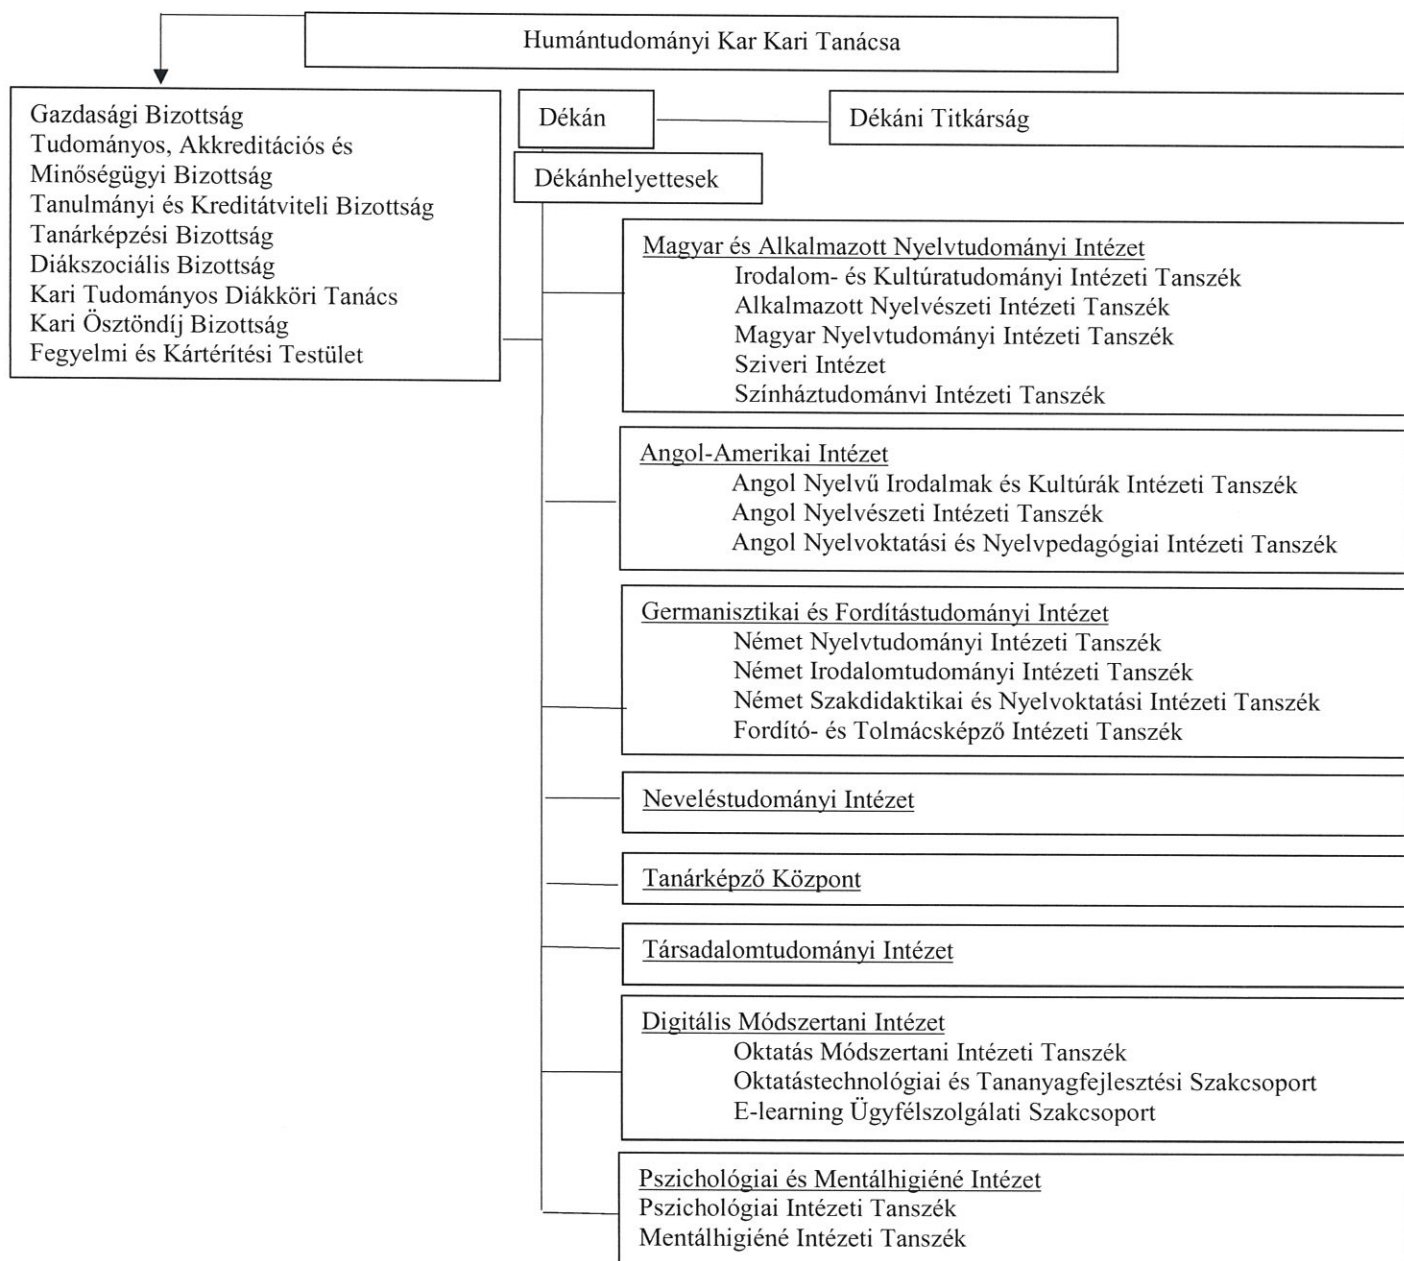 Humántudományi Kar Kari Tanácsa
Gazdasági Bizottság
Tudományos, Akkreditációs és
Minőségügyi Bizottság
Tanulmányi és Kreditátviteli Bizottság
Tanárképzési Bizottság
Diákszociális Bizottság
Kari Tudományos Diákköri Tanács
Kari Ösztöndíj Bizottság
Fegyelmi és Kártérítési Testület
Dékán
Dékáni Titkárság
Dékánhelyettesek
Magyar és Alkalmazott Nyelvtudományi Intézet
Irodalom- és Kultúratudományi Intézeti Tanszék
Alkalmazott Nyelvészeti Intézeti Tanszék
Magyar Nyelvtudományi Intézeti Tanszék
Sziveri Intézet
Színháztudományi Intézeti Tanszék
Angol-Amerikai Intézet
Angol Nyelvű Irodalmak és Kultúrák Intézeti Tanszék
Angol Nyelvészeti Intézeti Tanszék
Angol Nyelvoktatási és Nyelvpedagógiai Intézeti Tanszék
Germanisztikai és Fordítástudományi Intézet
Német Nyelvtudományi Intézeti Tanszék
Német Irodalomtudományi Intézeti Tanszék
Német Szakdidaktikai és Nyelvoktatási Intézeti Tanszék
Fordító- és Tolmácsképző Intézeti Tanszék
Neveléstudományi Intézet
Tanárképző Központ
Társadalomtudományi Intézet
Digitális Módszertani Intézet
Oktatás Módszertani Intézeti Tanszék
Oktatástechnológiai és Tananyagfejlesztési Szakcsoport
E-learning Ügyfélszolgálati Szakcsoport
Pszichológiai és Mentálhigiéné Intézet
Pszichológiai Intézeti Tanszék
Mentálhigiéné Intézeti Tanszék